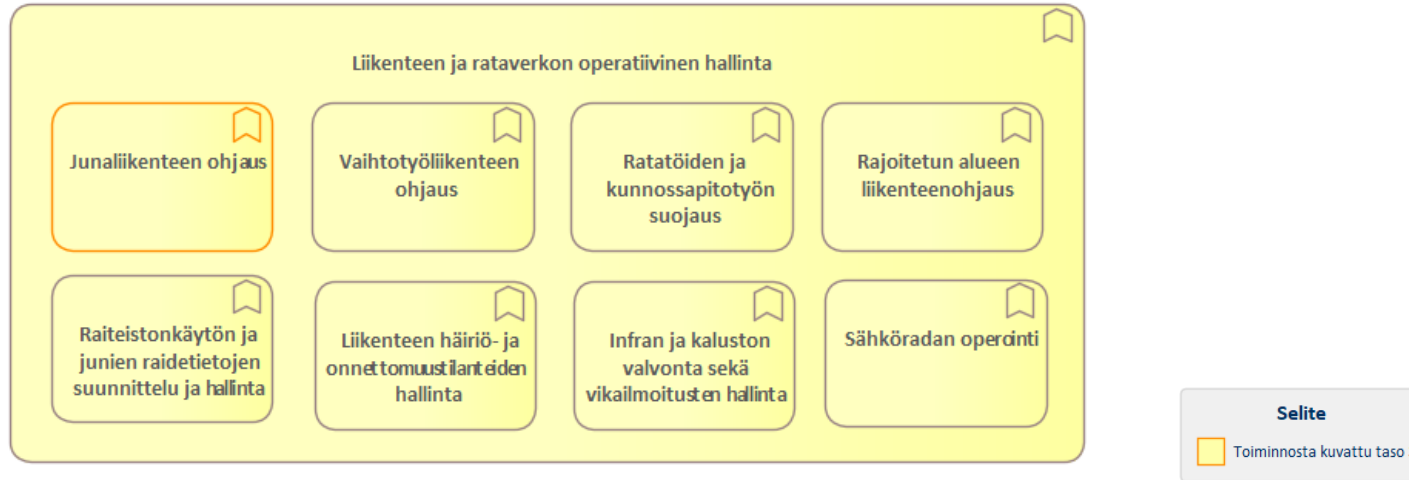 Liikenteen ja rataverkon operatiivinen hallinta
Junaliikenteen ohjaus
Vaihtotyöliikenteen
ohjaus
Ratatöiden ja
kunnossapitotyön
suojaus
Rajoitetun alueen
liikenteenohjaus
Raiteistonkäytön ja
junien raidetietojen
suunnittelu ja hallinta
Liikenteen häiriö- ja
onnettomuustilanteiden
hallinta
Infran ja kaluston
valvonta sekä
vikailmoitusten hallinta
Sähköradan operointi
Selite
Toiminnosta kuvattu taso